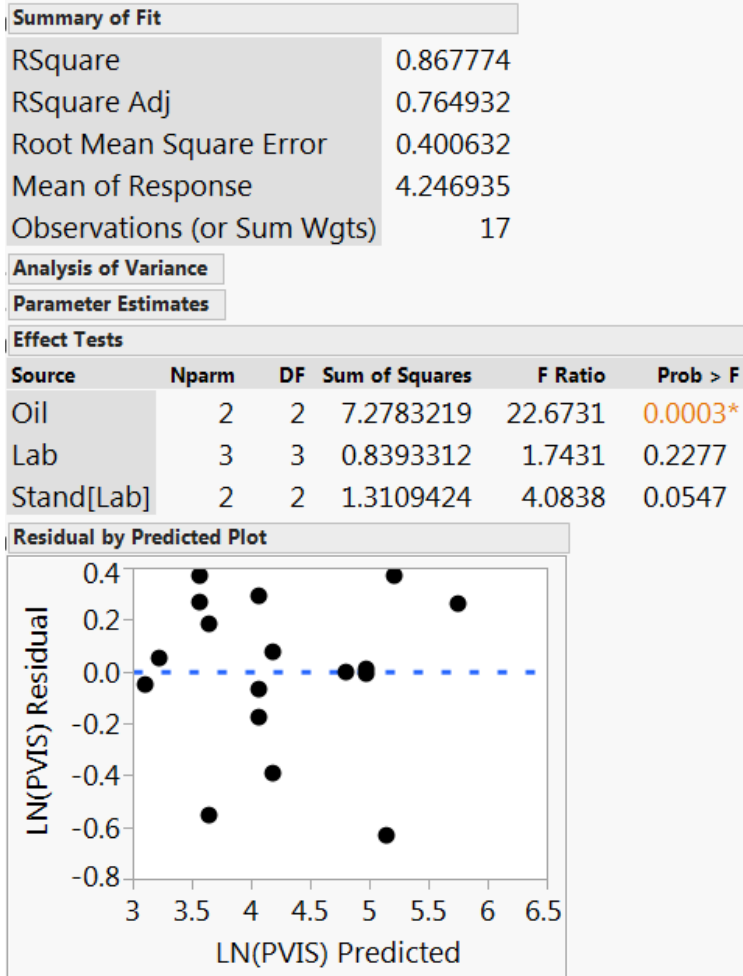 Summary of Fit
RSquare 0.867774
RSquare Adj 0.764932
Root Mean Square Error 0.400632
Mean of Response 4.246935
Observations (or Sum Wgts) 17
Analysis of Variance
Parameter Estimates
Effect Tests
Source Nparm DF Sum of Squares F Ratio Prob > F
Oil 2 2 7.2783219 22.6731 0.0003*
Lab 3 3 0.8393312 1.7431 0.2277
Stand[Lab] 2 2 1.3109424 4.0838 0.0547
Residual by Predicted Plot
LN(PVIS) Residual
0.4
0.2
0.0
-0.2
-0.4
-0.6
-0.8
3 3.5 4 4.5 5 5.5 6 6.5
LN(PVIS) Predicted